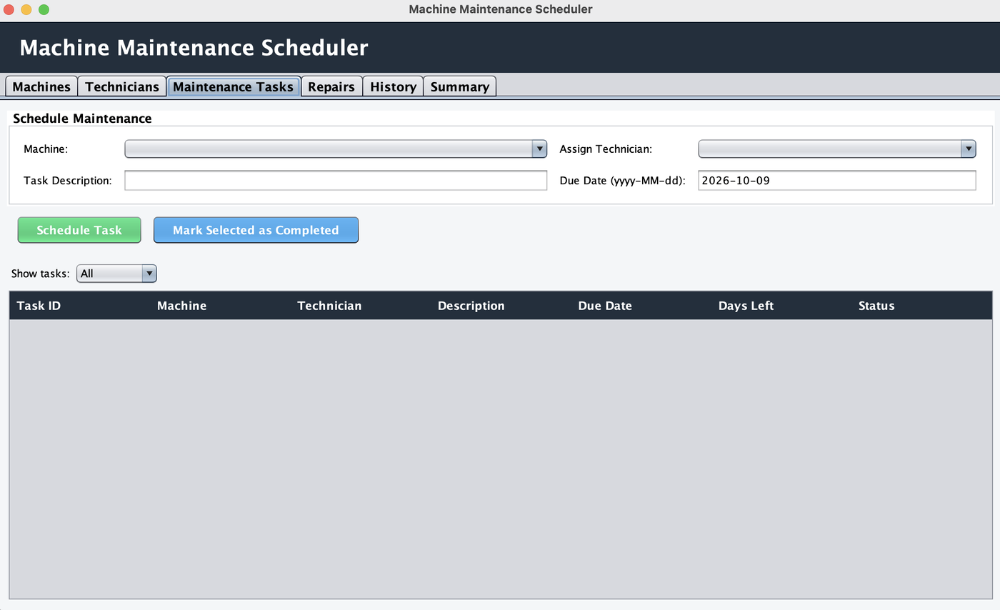 Machine Maintenance Scheduler
Machine Maintenance Scheduler
Machines Technicians Maintenance Tasks Repairs History Summary
Schedule Maintenance
Machine: Assign Technician:
Task Description: Due Date (yyyy-MM-dd): 2026-10-09
Schedule Task Mark Selected as Completed
Show tasks: All
Task ID Machine Technician Description Due Date Days Left Status